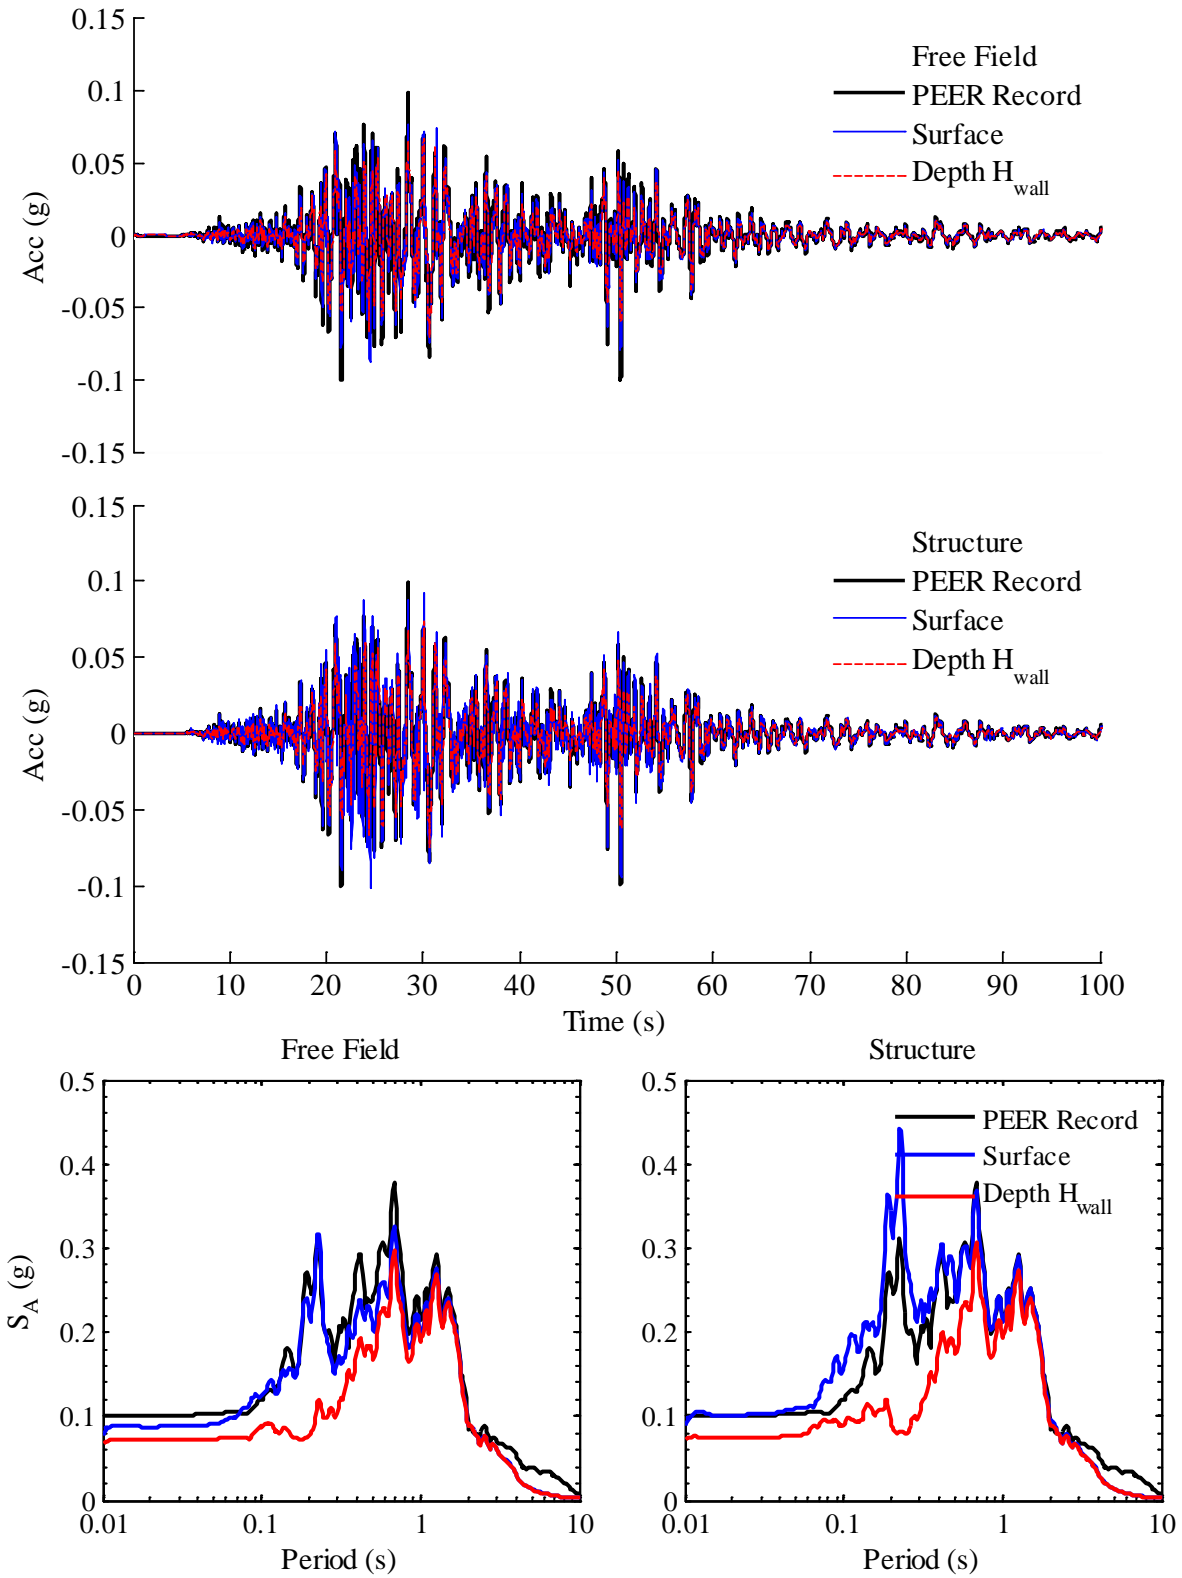 0.15
0.1
0.05
0
-0.05
-0.1
-0.15
Acc (g)
Free Field
PEER Record
Surface
Depth H wall
0.15
0.1
0.05
0
-0.05
-0.1
-0.15
Acc (g)
Structure
PEER Record
Surface
Depth H wall
0 10 20 30 40 50 60 70 80 90 100
Time (s)
Free Field
0.5
0.4
0.3
0.2
0.1
0
S_A (g)
0.01 0.1 1 10
Period (s)
Structure
0.5
0.4
0.3
0.2
0.1
0
PEER Record
Surface
Depth H wall
0.01 0.1 1 10
Period (s)